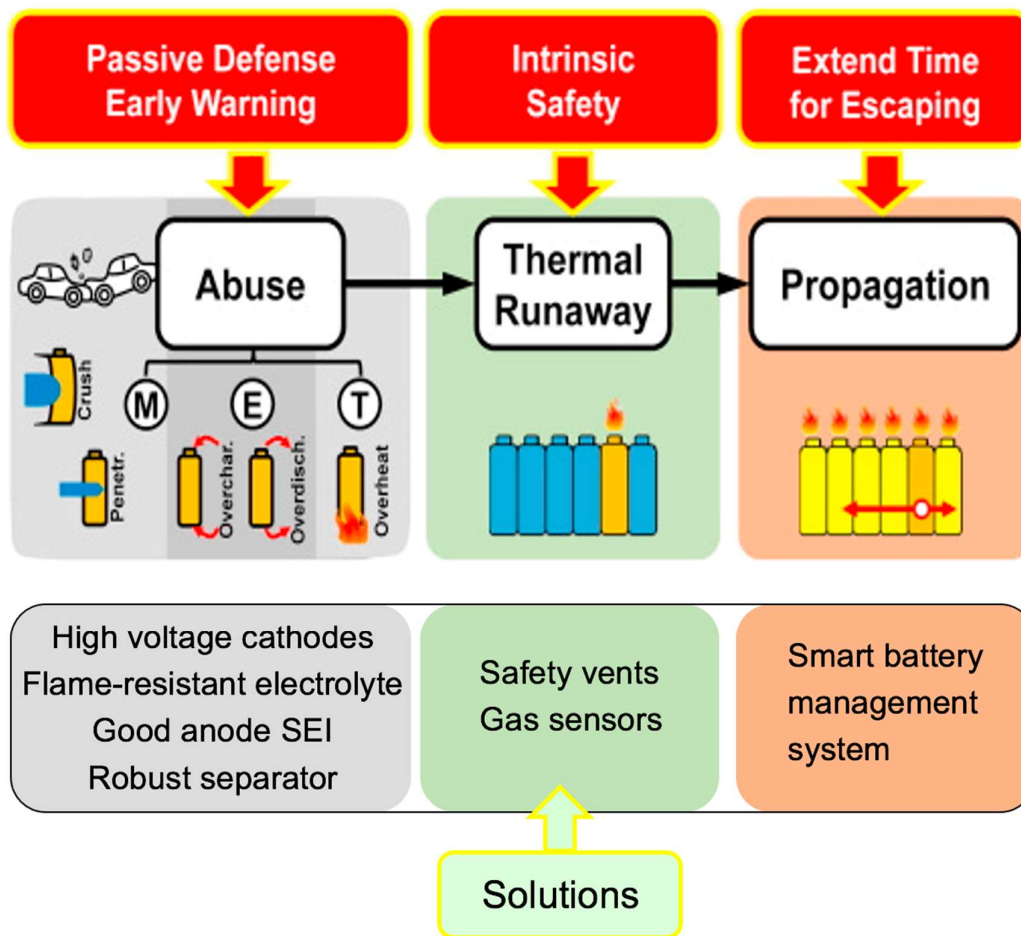 Passive Defense
Early Warning
Intrinsic
Safety
Extend Time
for Escaping
Abuse
Thermal
Runaway
Propagation
M
E
T
Crush
Penetr.
Overchar.
Overdisch.
Overheat
High voltage cathodes
Flame-resistant electrolyte
Good anode SEI
Robust separator
Safety vents
Gas sensors
Smart battery
management
system
Solutions